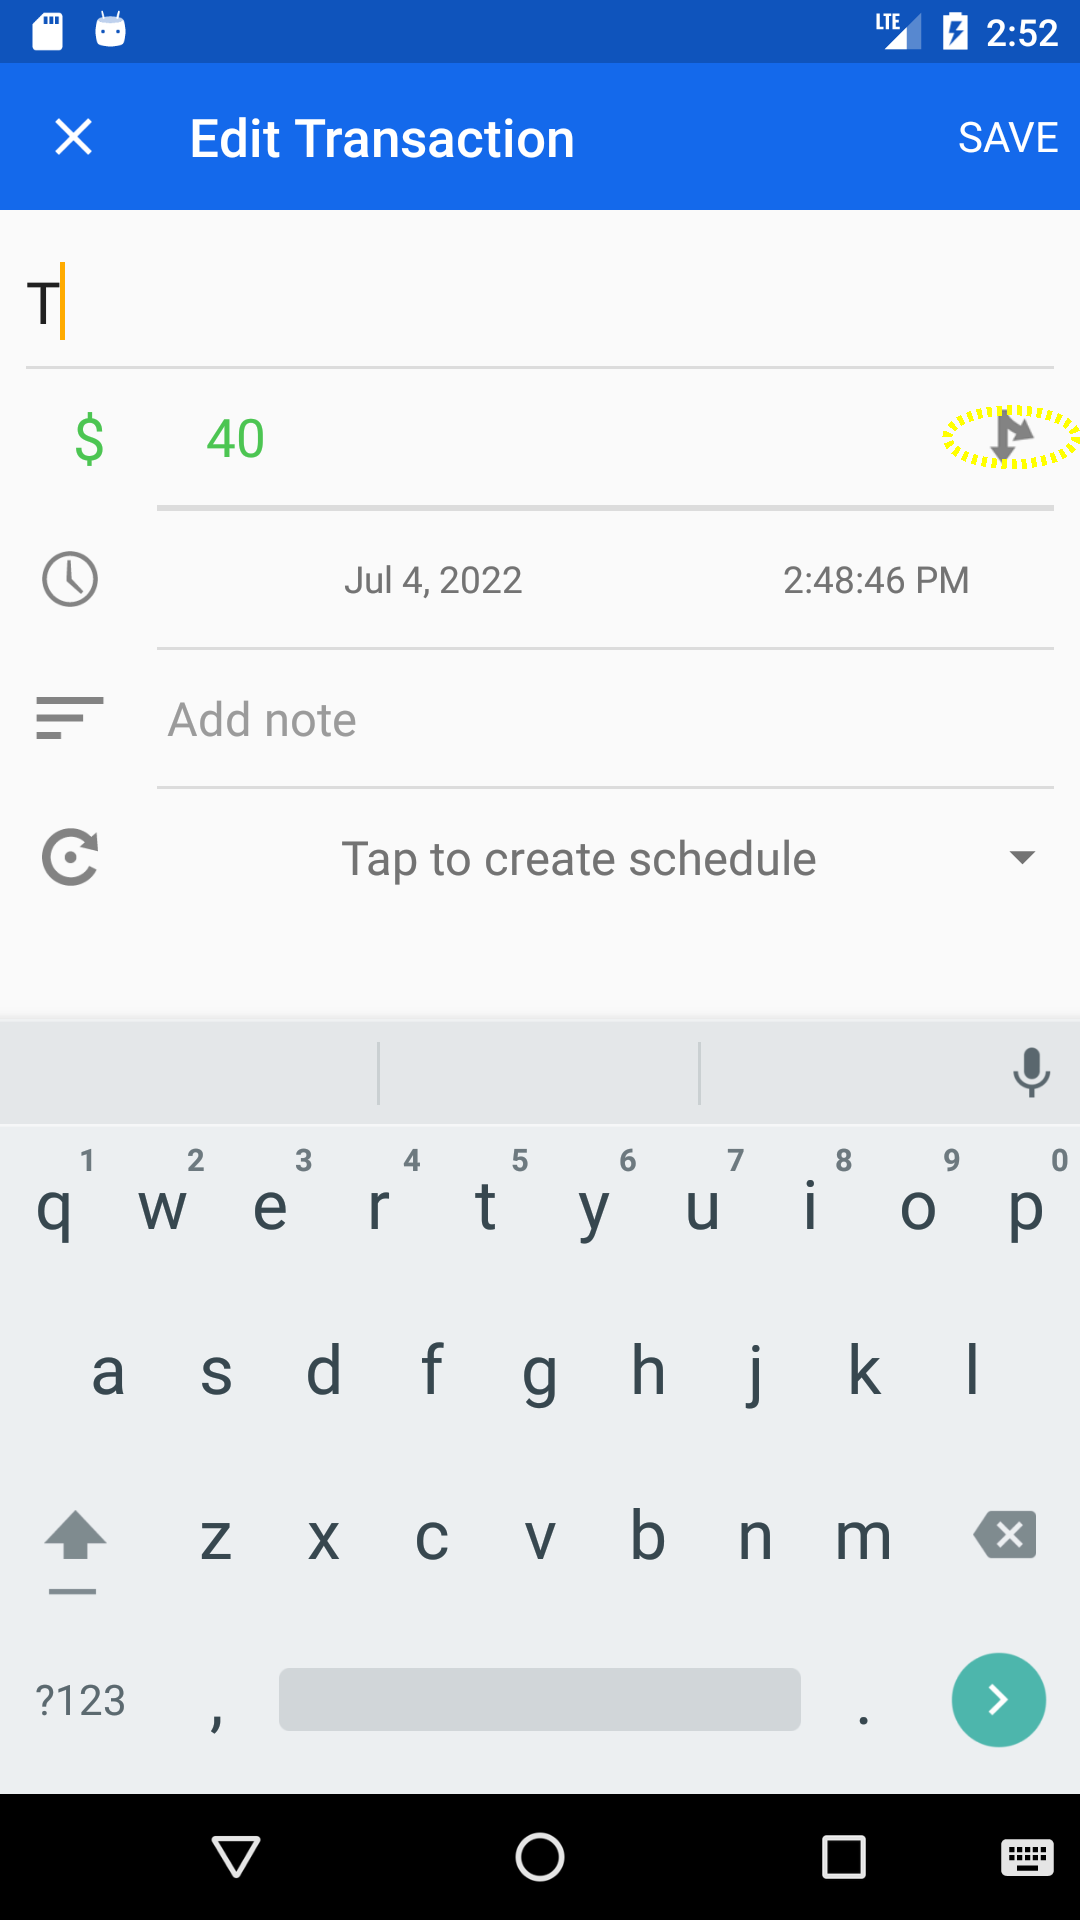 LTE 2:52
Edit Transaction SAVE
T
$ 40
Jul 4, 2022 2:48:46 PM
Add note
Tap to create schedule
1 2 3 4 5 6 7 8 9 0
q w e r t y u i o p
a s d f g h j k l
z x c v b n m
?123 , .